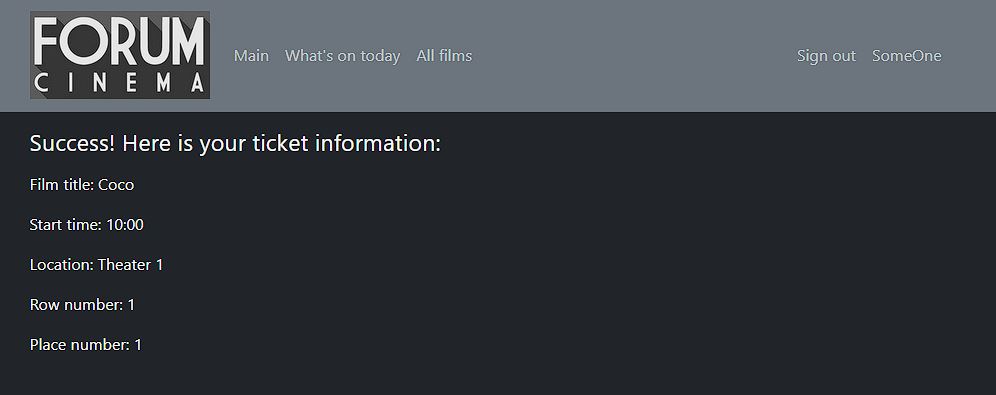 FORUM
CINEMA
Main What's on today All films Sign out SomeOne
Success! Here is your ticket information:
Film title: Coco
Start time: 10:00
Location: Theater 1
Row number: 1
Place number: 1